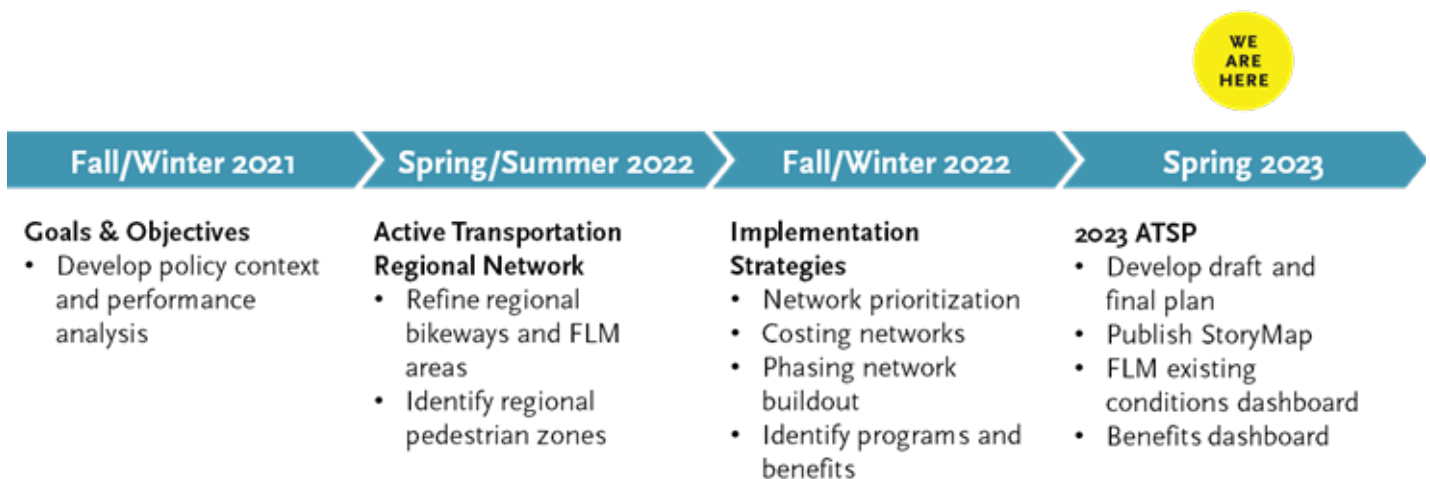 WE
ARE
HERE
Fall/Winter 2021
Spring/Summer 2022
Fall/Winter 2022
Spring 2023
Goals & Objectives
• Develop policy context
and performance
analysis
Active Transportation
Regional Network
• Refine regional
bikeways and FLM
areas
• Identify regional
pedestrian zones
Implementation
Strategies
• Network prioritization
• Costing networks
• Phasing network
buildout
• Identify programs and
benefits
2023 ATSP
• Develop draft and
final plan
• Publish StoryMap
• FLM existing
conditions dashboard
• Benefits dashboard